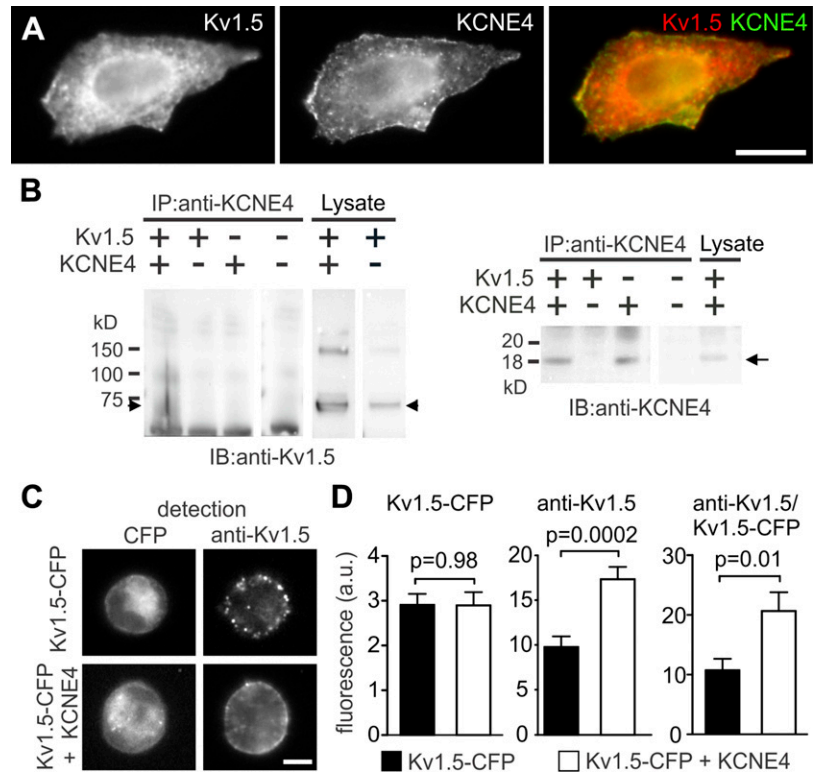 A
Kv1.5
KCNE4
Kv1.5 KCNE4
B
IP:anti-KCNE4 Lysate
Kv1.5 + + - - + +
KCNE4 + - + - + -
kD
150
100
75
IB:anti-Kv1.5
IP:anti-KCNE4 Lysate
Kv1.5 + + - - +
KCNE4 + - + - +
20
18
kD
IB:anti-KCNE4
C
detection
CFP anti-Kv1.5
Kv1.5-CFP
Kv1.5-CFP
+ KCNE4
D
Kv1.5-CFP
anti-Kv1.5
anti-Kv1.5/
Kv1.5-CFP
fluorescence (a.u.)
4
3
2
1
0
p=0.98
20
15
10
5
0
p=0.0002
30
20
10
0
p=0.01
Kv1.5-CFP
Kv1.5-CFP + KCNE4